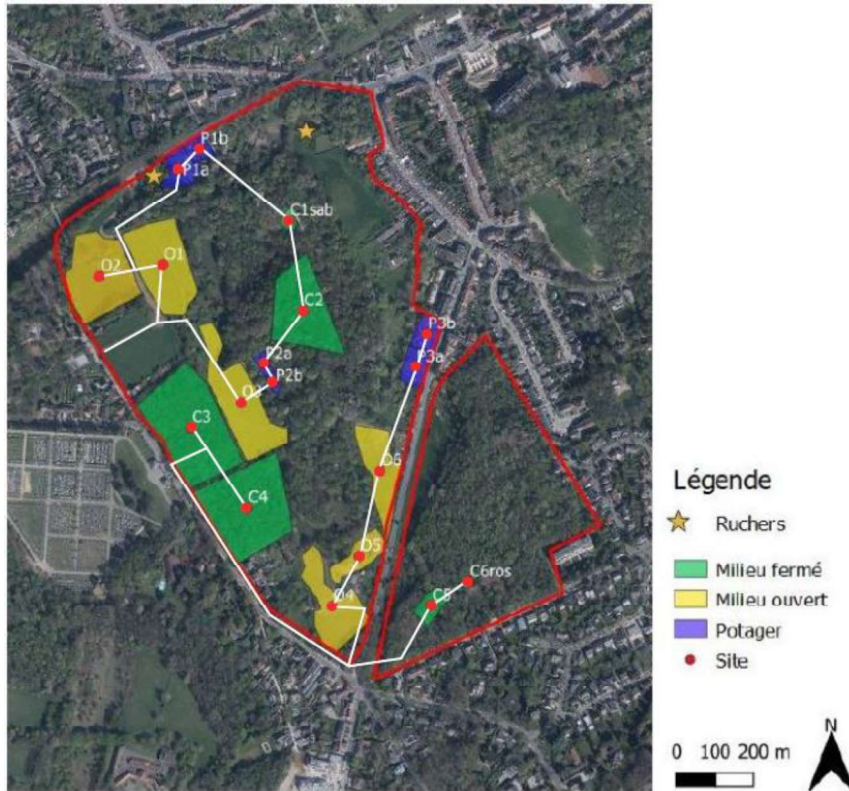 P1b
P1a
C1sab
O2
O1
C2
P3b
P2a
P3a
P2b
C3
O6
C4
O5
O4
C6ros
C5
Légende
Ruchers
Milieu fermé
Milieu ouvert
Potager
Site
N
0 100 200 m